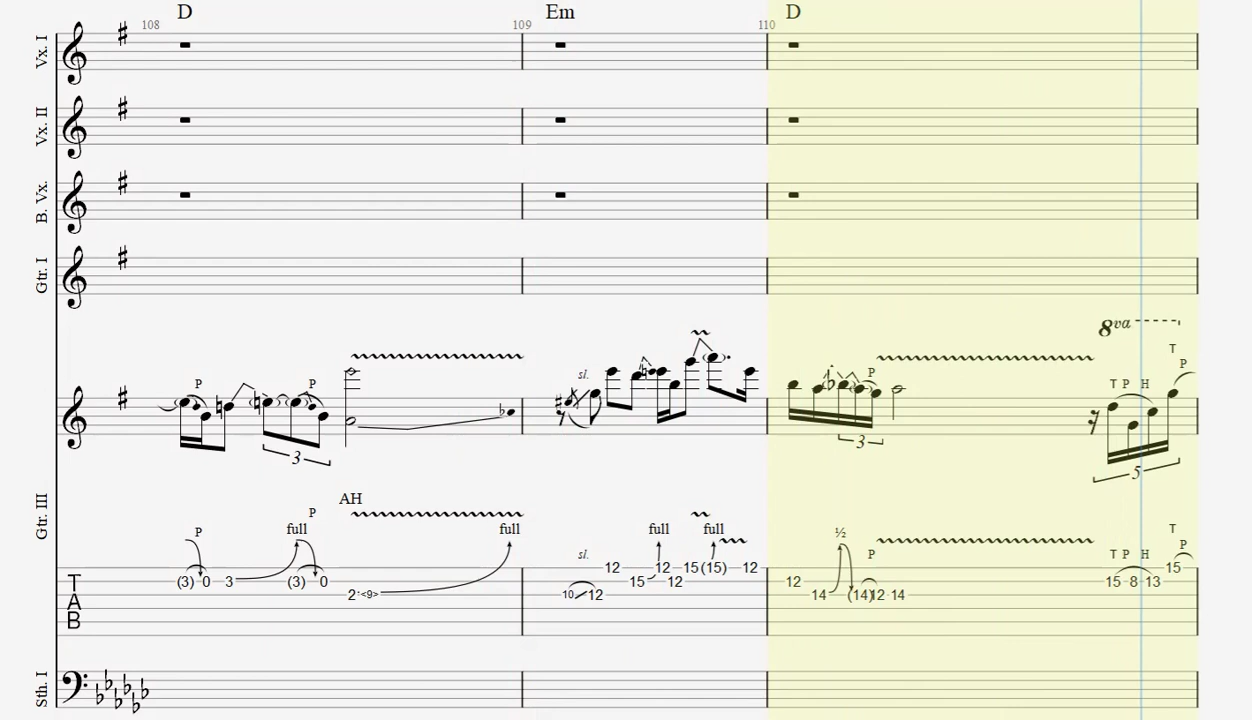 D Em D
108 109 110
Vx. I
Vx. II
B. Vx.
Gtr. I
8va
sl. T
P P P T P H P
3 3 5
Gtr. III
AH
P
P full full full full ½ T
sl. P T P H P
12 12 15 (15) 12 15
(3) 0 3 (3) 0 15 12 12 15 8 13
2 <9> 10 12 14 (14) 12 14
T
A
B
Sth. I